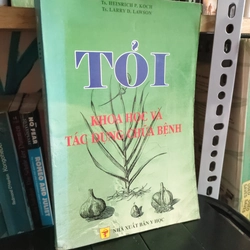 Ts. HEINRICH P. KOCH
Ts. LARRY D. LAWSON
TỎI
KHOA HỌC VÀ
TÁC DỤNG CHỮA BỆNH
NHÀ XUẤT BẢN Y HỌC